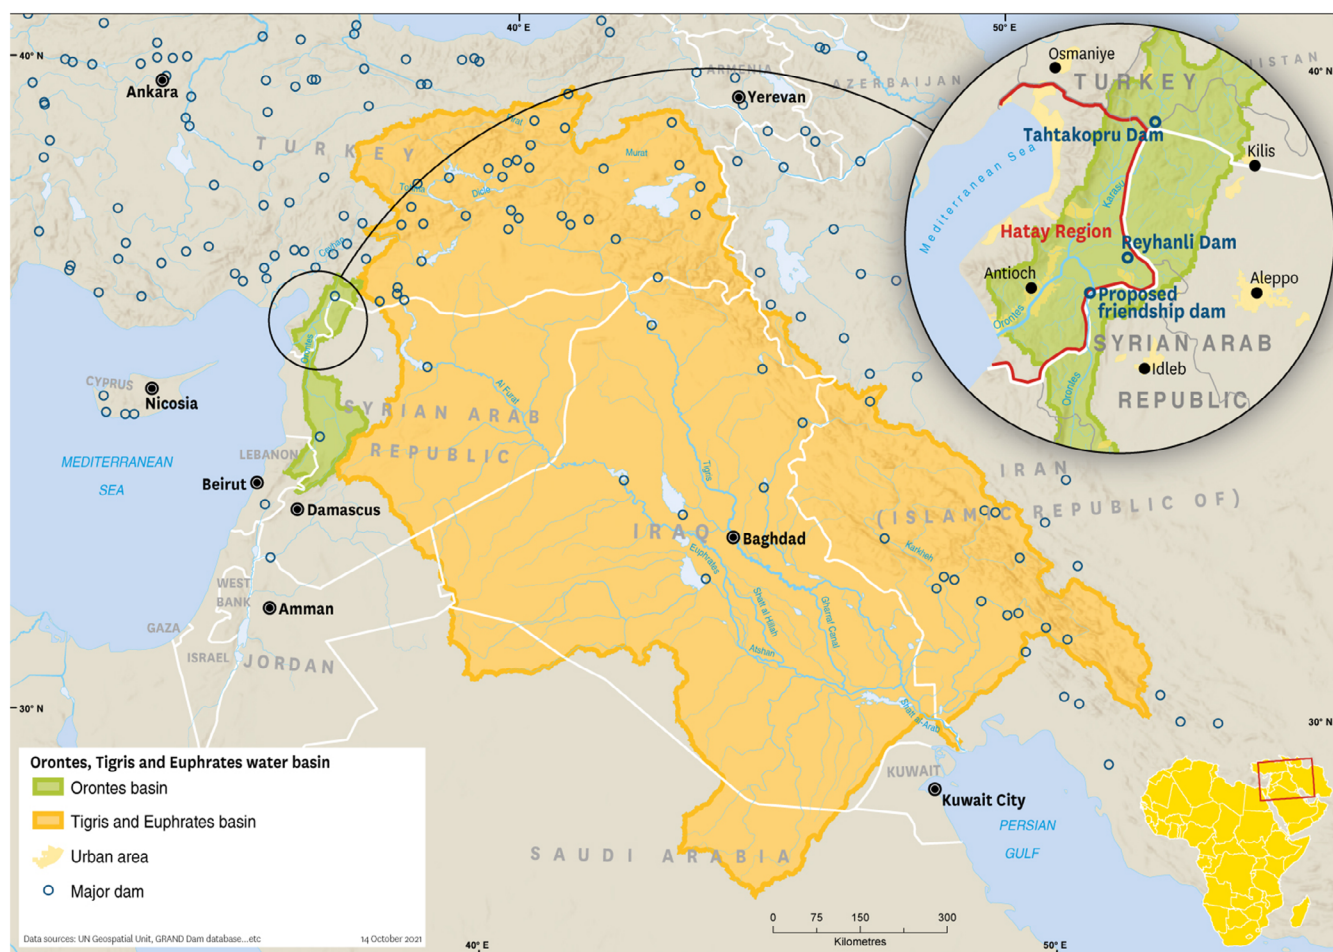 40° E
50° E
40° N
40° N
Ankara
ARMENIA
AZERBAIJAN
Yerevan
TURKEY
Firat
Murat
Tohma
Dicle
Ceyhan
Orontes
CYPRUS
Nicosia
Al Furat
SYRIAN ARAB
REPUBLIC
MEDITERRANEAN
SEA
LEBANON
Beirut
Damascus
Tigris
IRAQ
Baghdad
Euphrates
IRAN
(ISLAMIC REPUBLIC OF)
Karkheh
WEST
BANK
Amman
GAZA
ISRAEL
JORDAN
Shatt al Hillah
Gharraf Canal
Atshan
Shatt al-Arab
30° N
30° N
KUWAIT
Kuwait City
PERSIAN
GULF
SAUDI ARABIA
Osmaniye
TURKEY
NISTAN
Tahtakopru Dam
Kilis
Mediterranean Sea
Karasu
Hatay Region
Reyhanli Dam
Antioch
Aleppo
Proposed
friendship dam
Orontes
SYRIAN ARAB
Idleb
Orontes
REPUBLIC
Orontes, Tigris and Euphrates water basin
Orontes basin
Tigris and Euphrates basin
Urban area
Major dam
Data sources: UN Geospatial Unit, GRAND Dam database...etc
14 October 2021
0 75 150 300
Kilometres
40° E
50° E